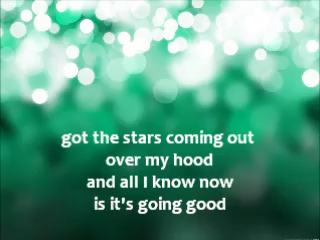 got the stars coming out
over my hood
and all I know now
is it's going good